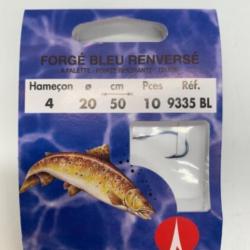 FORGÉ BLEU RENVERSÉ
Hameçon ø cm Pces Réf.
4 20 50 10 9335 BL